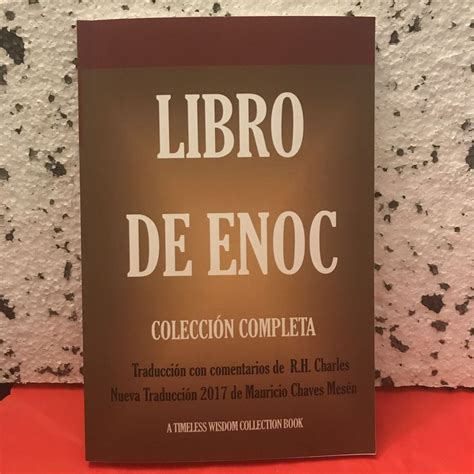 LIBRO
DE ENOC
COLECCIÓN COMPLETA
Traducción con comentarios de R.H. Charles
Nueva Traducción 2017 de Mauricio Chaves Mesén
A TIMELESS WISDOM COLLECTION BOOK